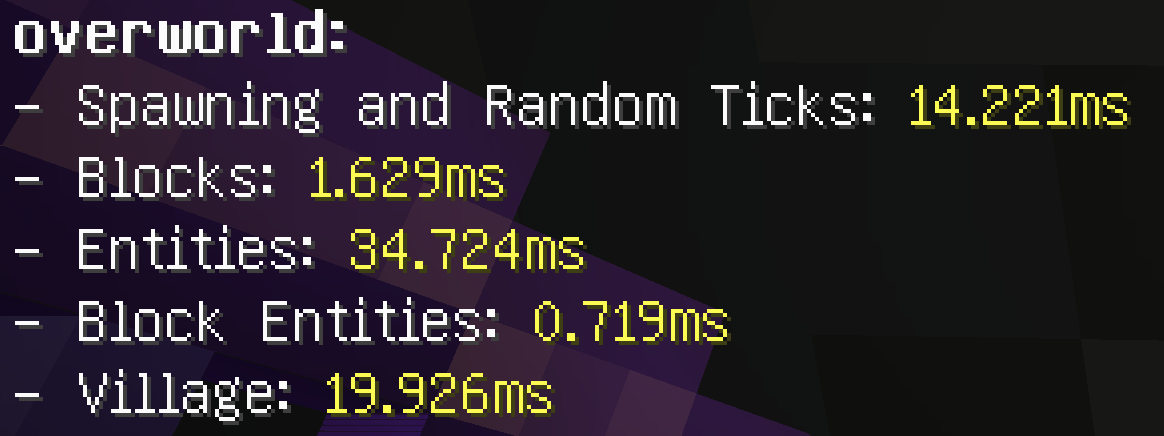 overworld:
- Spawning and Random Ticks: 14.221ms
- Blocks: 1.629ms
- Entities: 34.724ms
- Block Entities: 0.719ms
- Village: 19.926ms